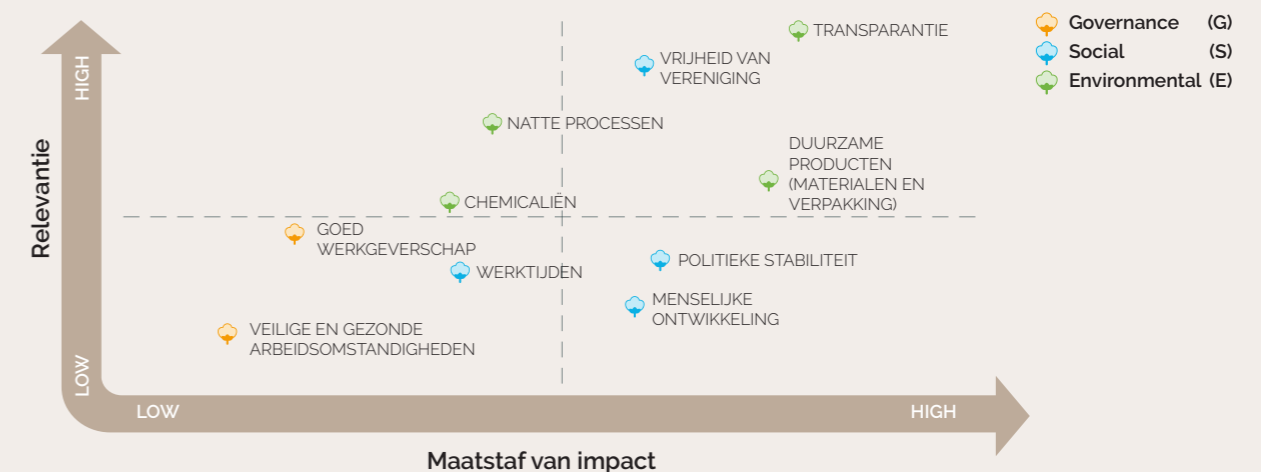 TRANSPARANTIE
VRIJHEID VAN
VERENIGING
NATTE PROCESSEN
DUURZAME
PRODUCTEN
(MATERIALEN EN
VERPAKKING)
CHEMICALIËN
GOED
WERKGEVERSCHAP
WERKTIJDEN
POLITIEKE STABILITEIT
MENSELIJKE
ONTWIKKELING
VEILIGE EN GEZONDE
ARBEIDSOMSTANDIGHEDEN
Governance (G)
Social (S)
Environmental (E)
Relevantie
HIGH
LOW
LOW
HIGH
Maatstaf van impact